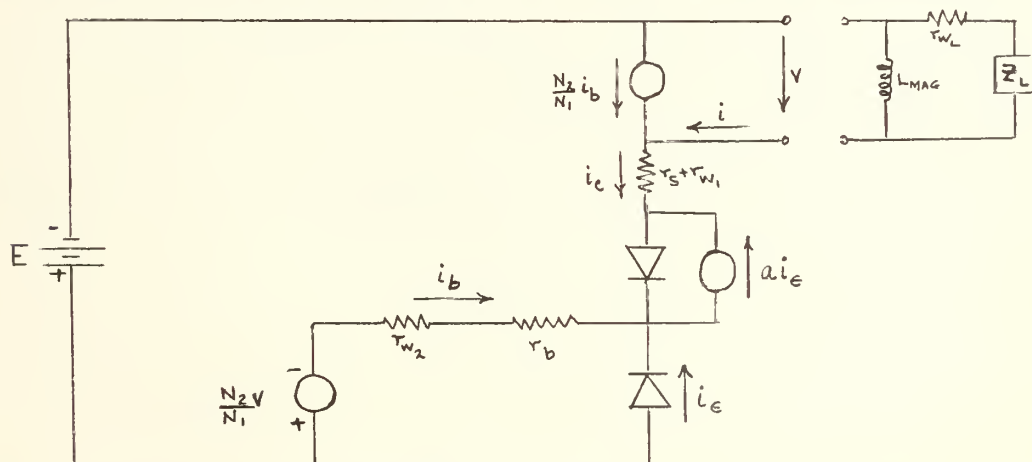 N₂/N₁ i_b
V
r_WL
L_MAG
Z_L
i
i_c
r_s+r_W1
-
E
+
a i_ε
i_b
r_W2
r_b
-
N₂V/N₁
+
i_ε